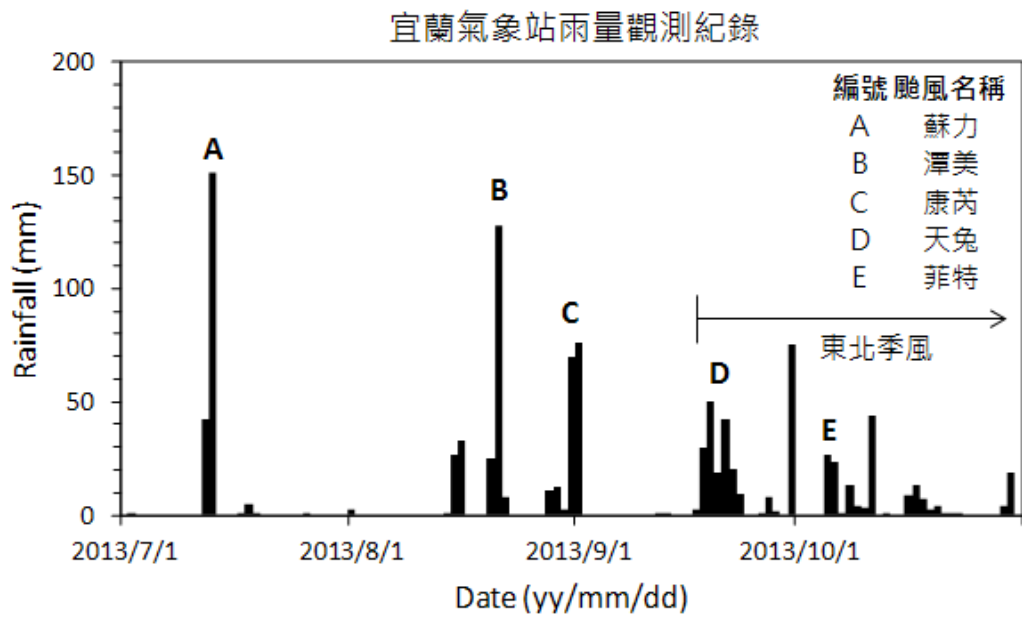 宜蘭氣象站雨量觀測紀錄
200
150
100
50
0
Rainfall (mm)
A
B
C
D
E
編號 颱風名稱
A 蘇力
B 潭美
C 康芮
D 天兔
E 菲特
東北季風
2013/7/1
2013/8/1
2013/9/1
2013/10/1
Date (yy/mm/dd)